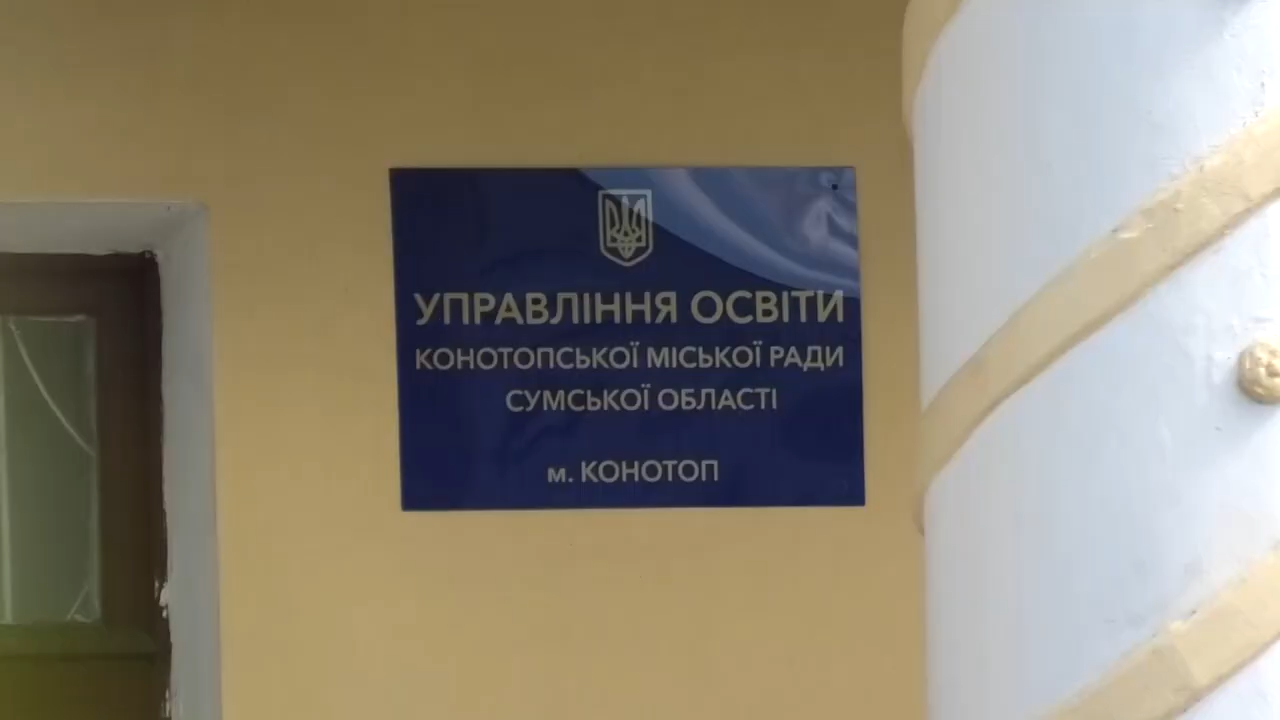 УПРАВЛІННЯ ОСВІТИ
КОНОТОПСЬКОЇ МІСЬКОЇ РАДИ
СУМСЬКОЇ ОБЛАСТІ
м. КОНОТОП